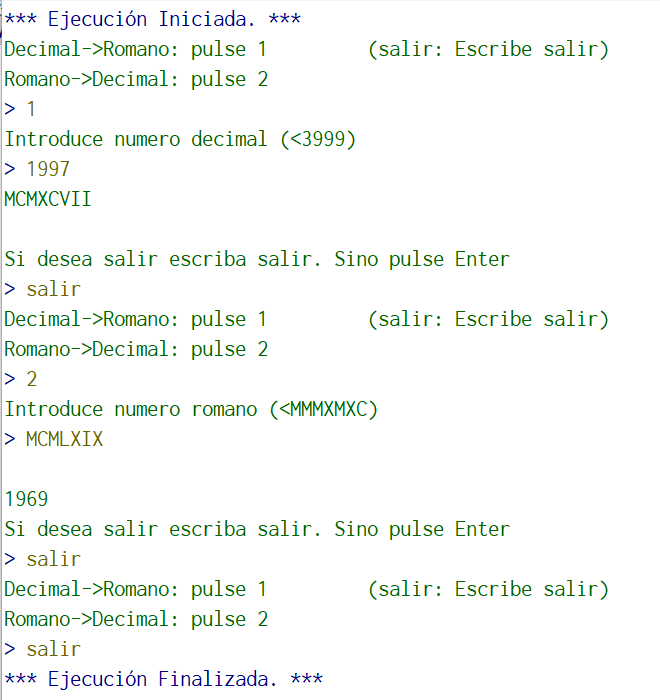 *** Ejecución Iniciada. ***
Decimal->Romano: pulse 1 (salir: Escribe salir)
Romano->Decimal: pulse 2
> 1
Introduce numero decimal (<3999)
> 1997
MCMXCVII
Si desea salir escriba salir. Sino pulse Enter
> salir
Decimal->Romano: pulse 1 (salir: Escribe salir)
Romano->Decimal: pulse 2
> 2
Introduce numero romano (<MMMXMXC)
> MCMLXIX
1969
Si desea salir escriba salir. Sino pulse Enter
> salir
Decimal->Romano: pulse 1 (salir: Escribe salir)
Romano->Decimal: pulse 2
> salir
*** Ejecución Finalizada. ***